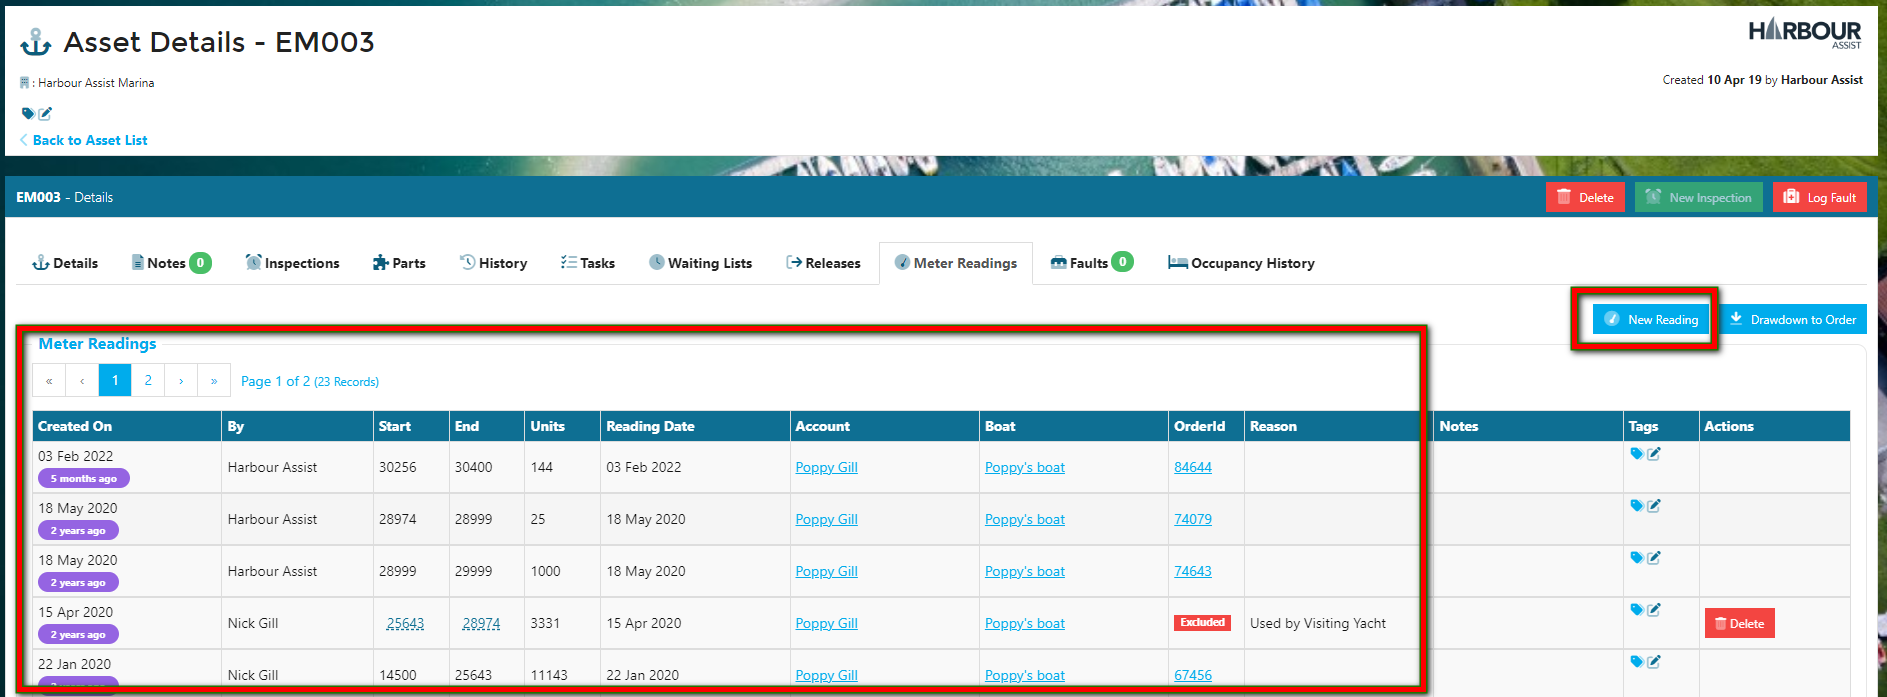 Asset Details - EM003
HARBOUR
ASSIST
: Harbour Assist Marina
Created 10 Apr 19 by Harbour Assist
Back to Asset List
EM003 - Details
Delete
New Inspection
Log Fault
Details
Notes 0
Inspections
Parts
History
Tasks
Waiting Lists
Releases
Meter Readings
Faults 0
Occupancy History
New Reading
Drawdown to Order
Meter Readings
« ‹ 1 2 › » Page 1 of 2 (23 Records)
Created On By Start End Units Reading Date Account Boat OrderId Reason Notes Tags Actions
03 Feb 2022
5 months ago
Harbour Assist 30256 30400 144 03 Feb 2022 Poppy Gill Poppy's boat 84644
18 May 2020
2 years ago
Harbour Assist 28974 28999 25 18 May 2020 Poppy Gill Poppy's boat 74079
18 May 2020
2 years ago
Harbour Assist 28999 29999 1000 18 May 2020 Poppy Gill Poppy's boat 74643
15 Apr 2020
2 years ago
Nick Gill 25643 28974 3331 15 Apr 2020 Poppy Gill Poppy's boat Excluded Used by Visiting Yacht Delete
22 Jan 2020
Nick Gill 14500 25643 11143 22 Jan 2020 Poppy Gill Poppy's boat 67456